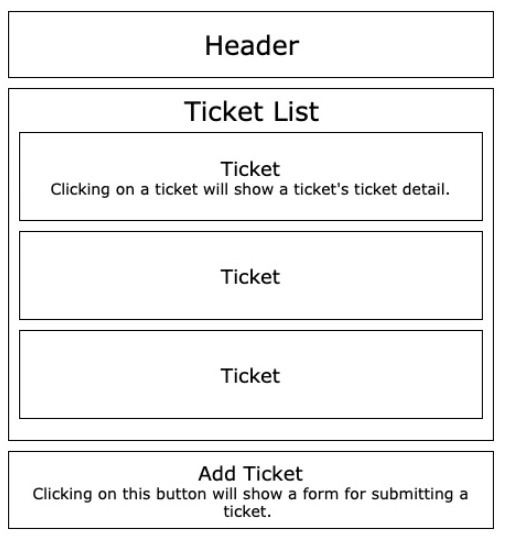 Header
Ticket List
Ticket
Clicking on a ticket will show a ticket's ticket detail.
Ticket
Ticket
Add Ticket
Clicking on this button will show a form for submitting a
ticket.